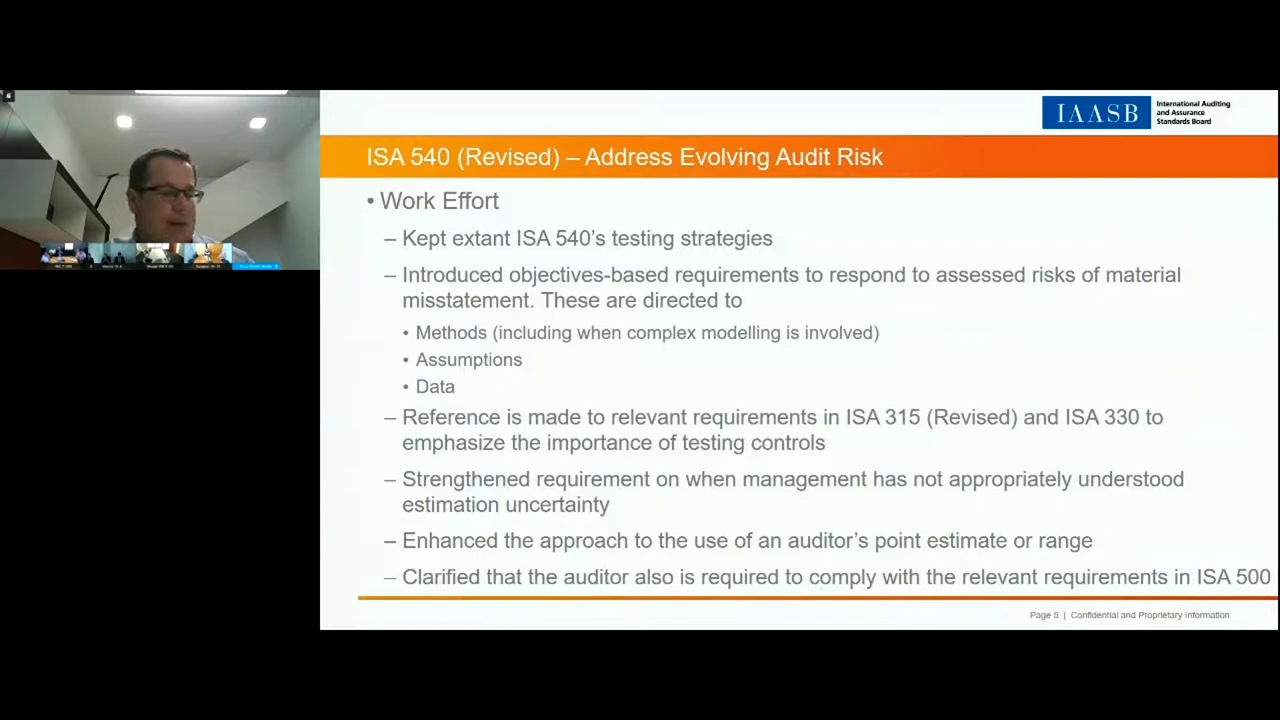 IAASB
International Auditing
and Assurance
Standards Board
ISA 540 (Revised) – Address Evolving Audit Risk
• Work Effort
– Kept extant ISA 540's testing strategies
– Introduced objectives-based requirements to respond to assessed risks of material
misstatement. These are directed to
• Methods (including when complex modelling is involved)
• Assumptions
• Data
– Reference is made to relevant requirements in ISA 315 (Revised) and ISA 330 to
emphasize the importance of testing controls
– Strengthened requirement on when management has not appropriately understood
estimation uncertainty
– Enhanced the approach to the use of an auditor's point estimate or range
– Clarified that the auditor also is required to comply with the relevant requirements in ISA 500
Page 5 | Confidential and Proprietary Information